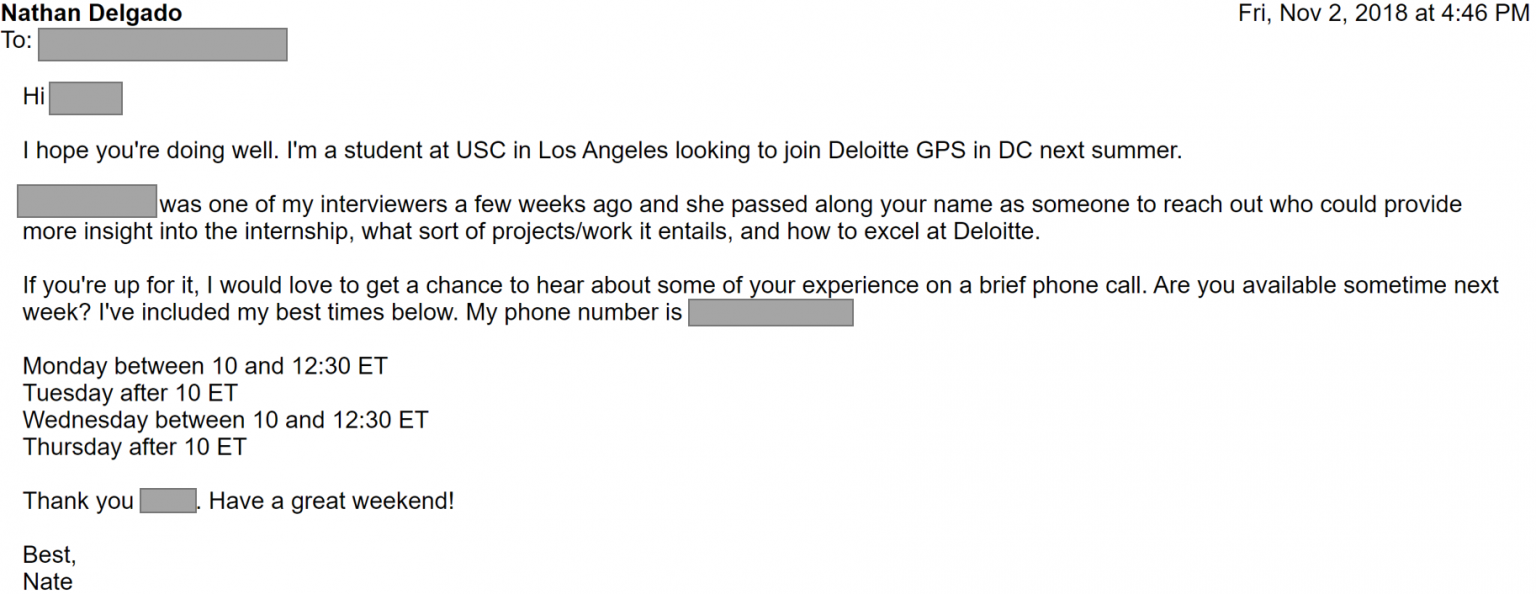 Nathan Delgado Fri, Nov 2, 2018 at 4:46 PM
To:
Hi
I hope you're doing well. I'm a student at USC in Los Angeles looking to join Deloitte GPS in DC next summer.
was one of my interviewers a few weeks ago and she passed along your name as someone to reach out who could provide
more insight into the internship, what sort of projects/work it entails, and how to excel at Deloitte.
If you're up for it, I would love to get a chance to hear about some of your experience on a brief phone call. Are you available sometime next
week? I've included my best times below. My phone number is
Monday between 10 and 12:30 ET
Tuesday after 10 ET
Wednesday between 10 and 12:30 ET
Thursday after 10 ET
Thank you . Have a great weekend!
Best,
Nate